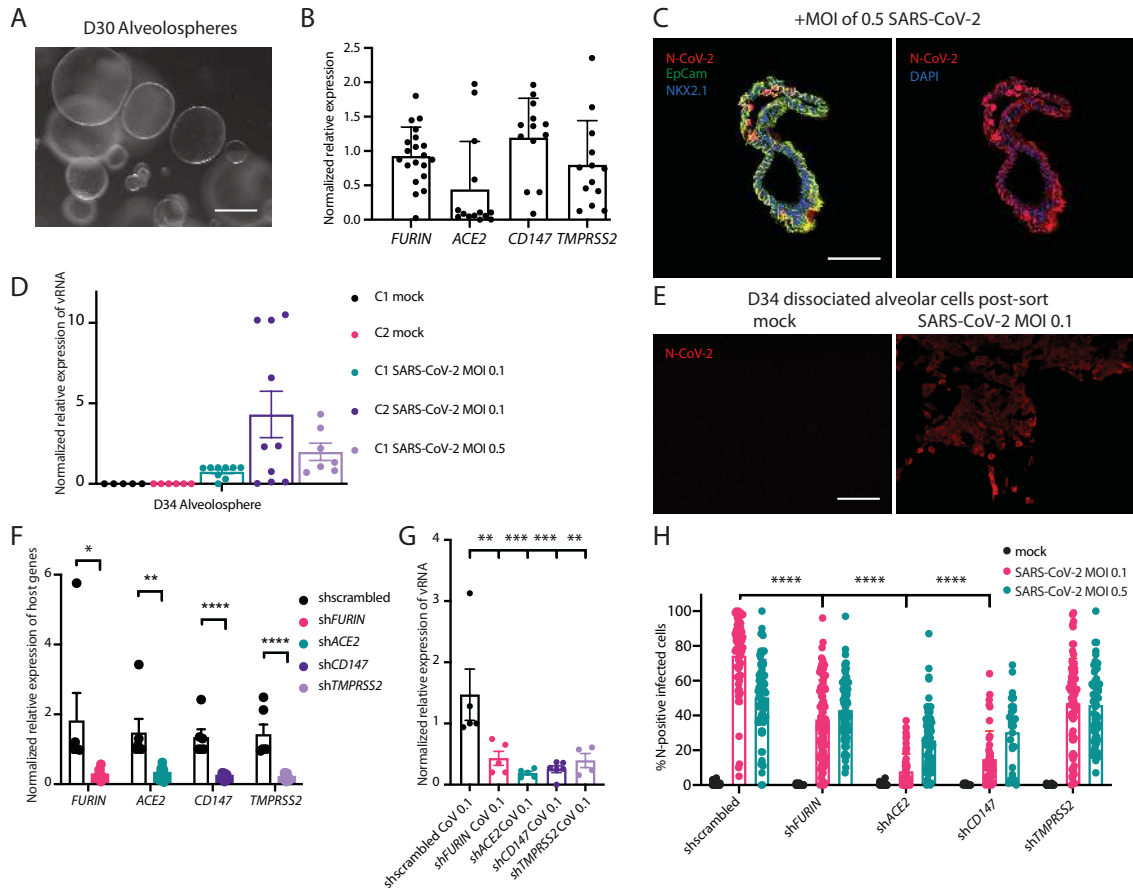 A
D30 Alveolospheres
B
Normalized relative expression
2.5
2.0
1.5
1.0
0.5
0.0
FURIN
ACE2
CD147
TMPRSS2
C
+MOI of 0.5 SARS-CoV-2
N-CoV-2
EpCam
NKX2.1
N-CoV-2
DAPI
D
Normalized relative expression of vRNA
10
5
0
D34 Alveolosphere
C1 mock
C2 mock
C1 SARS-CoV-2 MOI 0.1
C2 SARS-CoV-2 MOI 0.1
C1 SARS-CoV-2 MOI 0.5
E
D34 dissociated alveolar cells post-sort
mock
SARS-CoV-2 MOI 0.1
N-CoV-2
F
Normalized relative expression of host genes
6
4
2
0
*
**
****
****
FURIN
ACE2
CD147
TMPRSS2
shscrambled
shFURIN
shACE2
shCD147
shTMPRSS2
G
Normalized relative expression of vRNA
4
3
2
1
0
**
***
***
**
shscrambled CoV 0.1
shFURIN CoV 0.1
shACE2 CoV 0.1
shCD147 CoV 0.1
shTMPRSS2 CoV 0.1
H
mock
SARS-CoV-2 MOI 0.1
SARS-CoV-2 MOI 0.5
% N-positive infected cells
100
80
60
40
20
0
****
****
****
shscrambled
shFURIN
shACE2
shCD147
shTMPRSS2